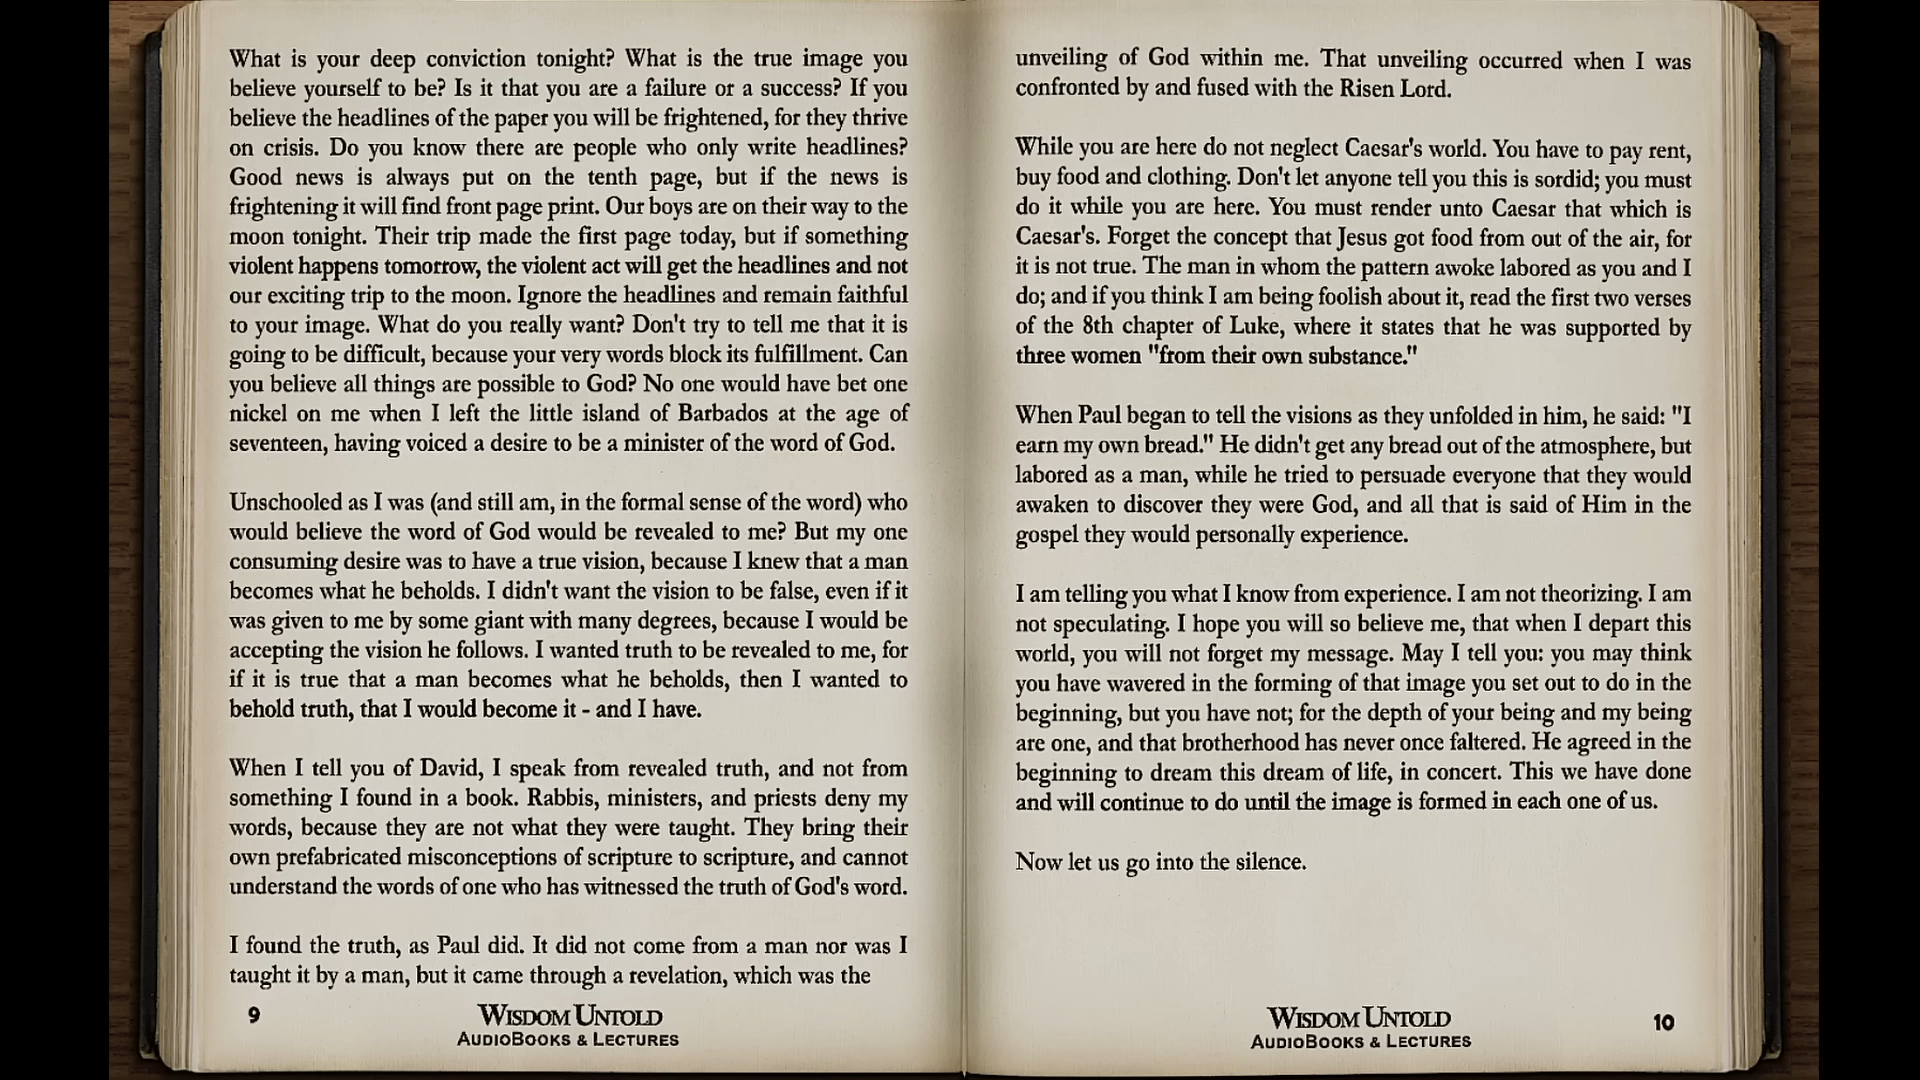 What is your deep conviction tonight? What is the true image you
believe yourself to be? Is it that you are a failure or a success? If you
believe the headlines of the paper you will be frightened, for they thrive
on crisis. Do you know there are people who only write headlines?
Good news is always put on the tenth page, but if the news is
frightening it will find front page print. Our boys are on their way to the
moon tonight. Their trip made the first page today, but if something
violent happens tomorrow, the violent act will get the headlines and not
our exciting trip to the moon. Ignore the headlines and remain faithful
to your image. What do you really want? Don't try to tell me that it is
going to be difficult, because your very words block its fulfillment. Can
you believe all things are possible to God? No one would have bet one
nickel on me when I left the little island of Barbados at the age of
seventeen, having voiced a desire to be a minister of the word of God.
Unschooled as I was (and still am, in the formal sense of the word) who
would believe the word of God would be revealed to me? But my one
consuming desire was to have a true vision, because I knew that a man
becomes what he beholds. I didn't want the vision to be false, even if it
was given to me by some giant with many degrees, because I would be
accepting the vision he follows. I wanted truth to be revealed to me, for
if it is true that a man becomes what he beholds, then I wanted to
behold truth, that I would become it - and I have.
When I tell you of David, I speak from revealed truth, and not from
something I found in a book. Rabbis, ministers, and priests deny my
words, because they are not what they were taught. They bring their
own prefabricated misconceptions of scripture to scripture, and cannot
understand the words of one who has witnessed the truth of God's word.
I found the truth, as Paul did. It did not come from a man nor was I
taught it by a man, but it came through a revelation, which was the
9
WISDOM UNTOLD
AUDIOBOOKS & LECTURES
unveiling of God within me. That unveiling occurred when I was
confronted by and fused with the Risen Lord.
While you are here do not neglect Caesar's world. You have to pay rent,
buy food and clothing. Don't let anyone tell you this is sordid; you must
do it while you are here. You must render unto Caesar that which is
Caesar's. Forget the concept that Jesus got food from out of the air, for
it is not true. The man in whom the pattern awoke labored as you and I
do; and if you think I am being foolish about it, read the first two verses
of the 8th chapter of Luke, where it states that he was supported by
three women "from their own substance."
When Paul began to tell the visions as they unfolded in him, he said: "I
earn my own bread." He didn't get any bread out of the atmosphere, but
labored as a man, while he tried to persuade everyone that they would
awaken to discover they were God, and all that is said of Him in the
gospel they would personally experience.
I am telling you what I know from experience. I am not theorizing. I am
not speculating. I hope you will so believe me, that when I depart this
world, you will not forget my message. May I tell you: you may think
you have wavered in the forming of that image you set out to do in the
beginning, but you have not; for the depth of your being and my being
are one, and that brotherhood has never once faltered. He agreed in the
beginning to dream this dream of life, in concert. This we have done
and will continue to do until the image is formed in each one of us.
Now let us go into the silence.
WISDOM UNTOLD
AUDIOBOOKS & LECTURES
10